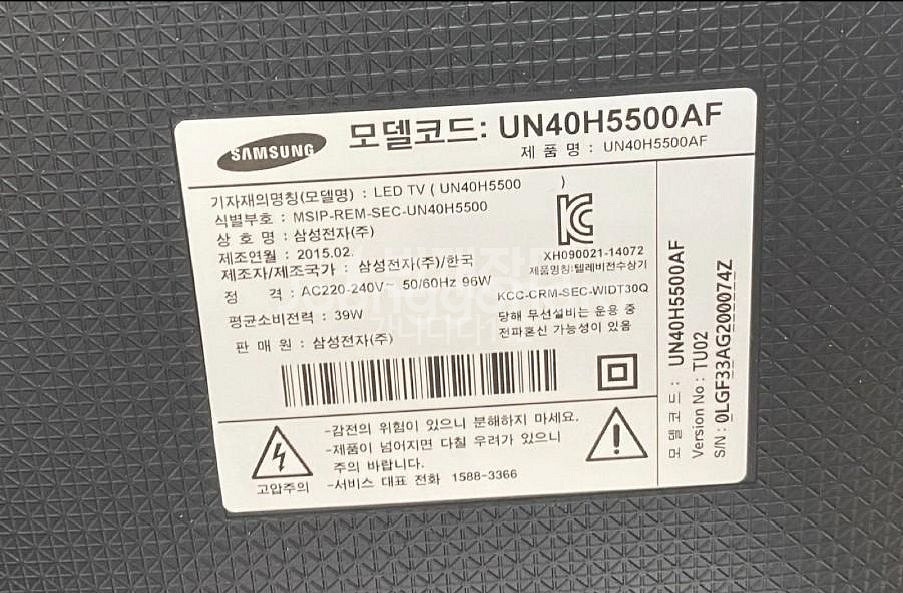 SAMSUNG
모델코드: UN40H5500AF
제 품 명 : UN40H5500AF
기자재의명칭(모델명) : LED TV ( UN40H5500 )
식별부호 : MSIP-REM-SEC-UN40H5500
상 호 명 : 삼성전자(주)
제조연월 : 2015.02.
제조자/제조국가 : 삼성전자(주)/한국
정 격 : AC220-240V~ 50/60Hz 96W
평균소비전력 : 39W
판 매 원 : 삼성전자(주)
XH090021-14072
제품명칭:텔레비전수상기
KCC-CRM-SEC-WIDT30Q
당해 무선설비는 운용 중
전파혼신 가능성이 있음
고압주의
-감전의 위험이 있으니 분해하지 마세요.
-제품이 넘어지면 다칠 우려가 있으니
주의 바랍니다.
-서비스 대표 전화 1588-3366
모델코드 : UN40H5500AF
Version No : TU02
S/N : 0LGF33AG200074Z